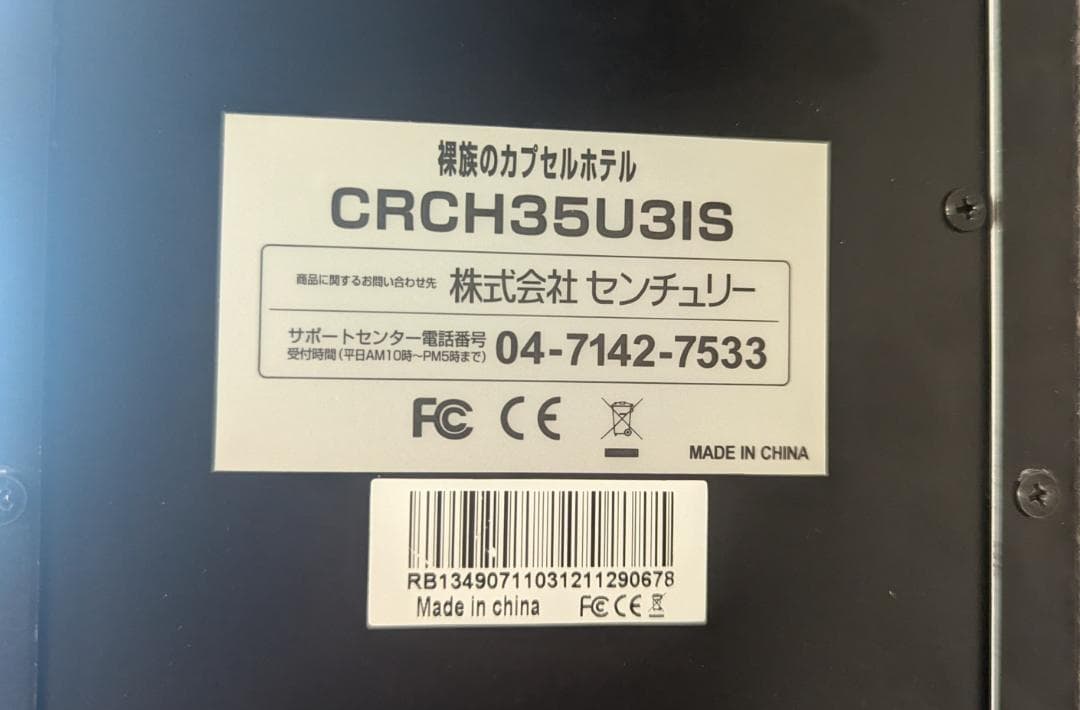 裸族のカプセルホテル
CRCH35U3IS
商品に関するお問い合わせ先 株式会社 センチュリー
サポートセンター電話番号 04-7142-7533
受付時間(平日AM10時〜PM5時まで)
FC CE
MADE IN CHINA
RB13490711031211290678
Made in china FC CE